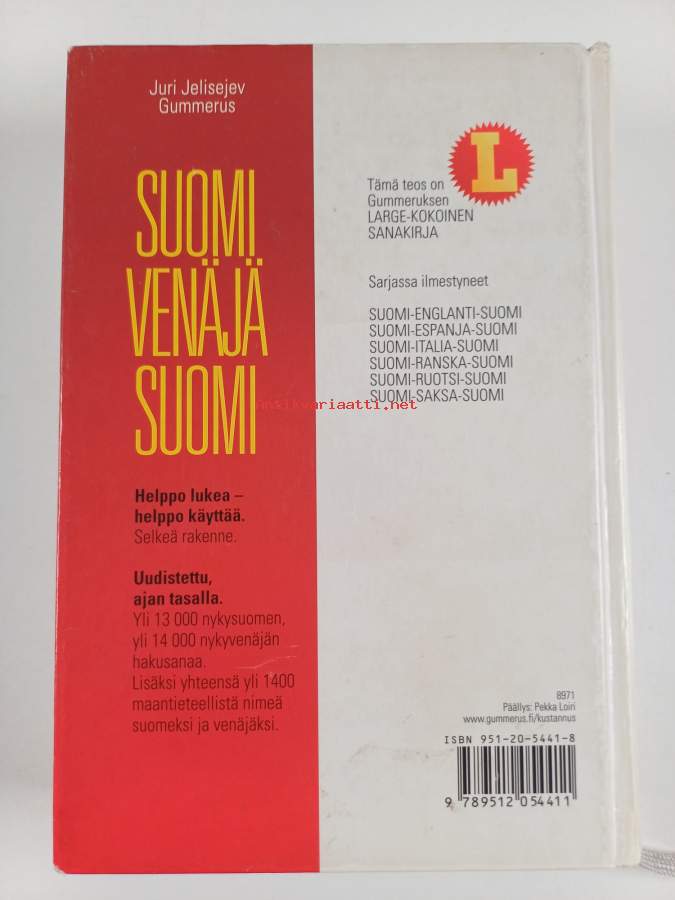 Juri Jelisejev
Gummerus
SUOMI
VENÄJÄ
SUOMI
Helppo lukea –
helppo käyttää.
Selkeä rakenne.
Uudistettu,
ajan tasalla.
Yli 13 000 nykysuomen,
yli 14 000 nykyvenäjän
hakusanaa.
Lisäksi yhteensä yli 1400
maantieteellistä nimeä
suomeksi ja venäjäksi.
L
Tämä teos on
Gummeruksen
LARGE-KOKOINEN
SANAKIRJA
Sarjassa ilmestyneet
SUOMI-ENGLANTI-SUOMI
SUOMI-ESPANJA-SUOMI
SUOMI-ITALIA-SUOMI
SUOMI-RANSKA-SUOMI
SUOMI-RUOTSI-SUOMI
SUOMI-SAKSA-SUOMI
antikvariaatti.net
8971
Päällys: Pekka Loiri
www.gummerus.fi/kustannus
ISBN 951-20-5441-8
9 789512 054411